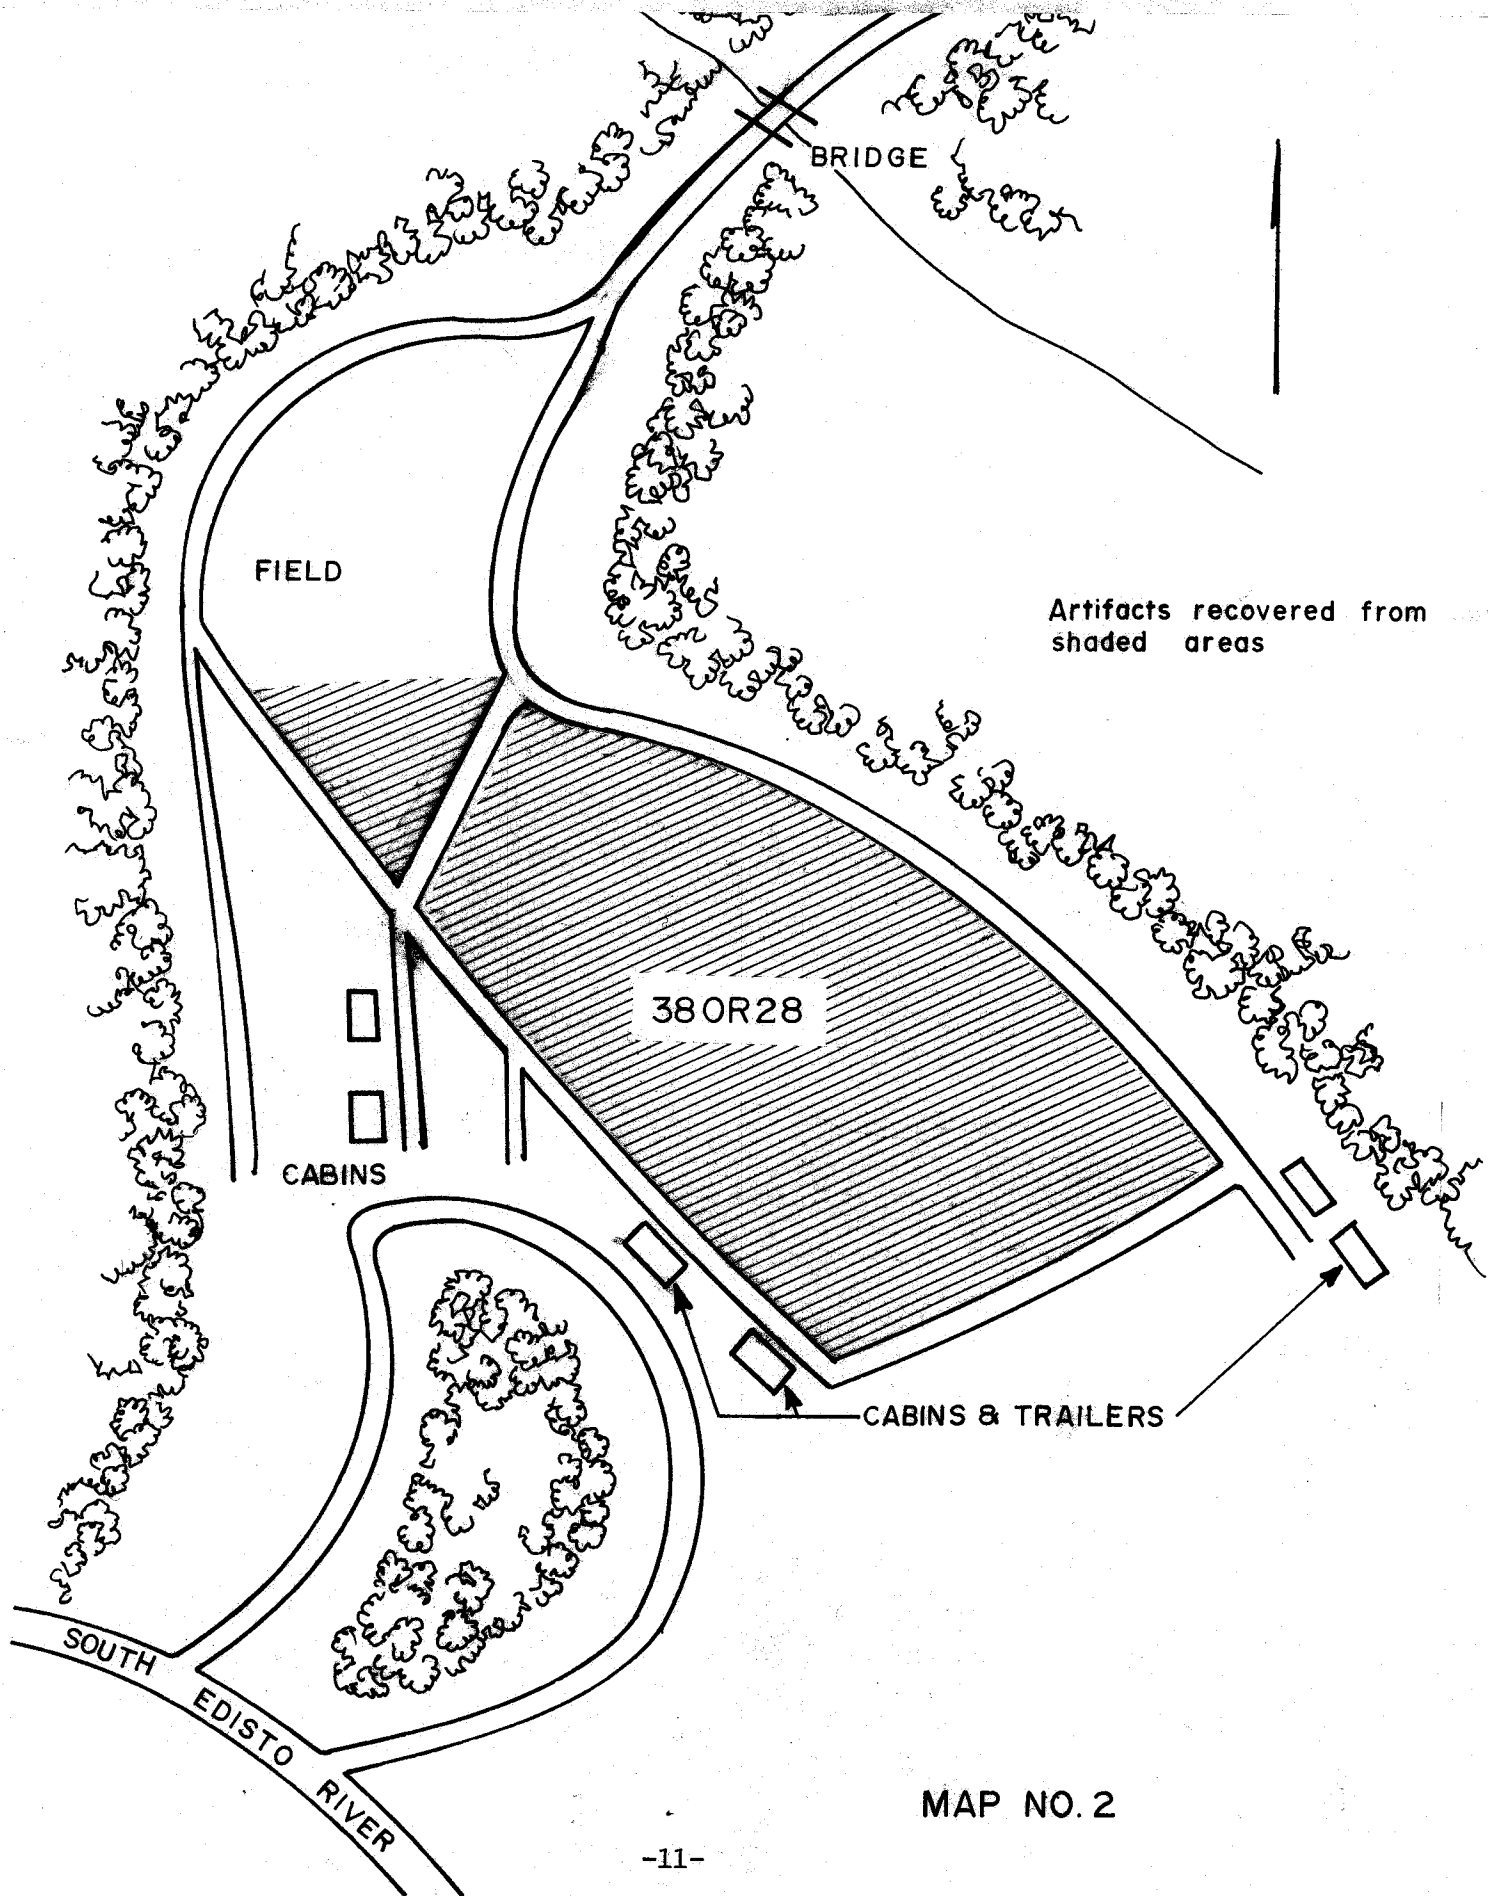 BRIDGE
FIELD
Artifacts recovered from
shaded areas
38OR28
CABINS
CABINS & TRAILERS
SOUTH EDISTO RIVER
MAP NO. 2
-11-